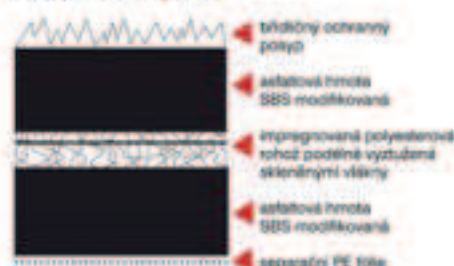 břidličný ochranný
posyp
asfaltová hmota
SBS modifikovaná
impregnovaná polyesterová
rohož podélně vyztužená
skleněnými vlákny
asfaltová hmota
SBS modifikovaná
separační PE fólie